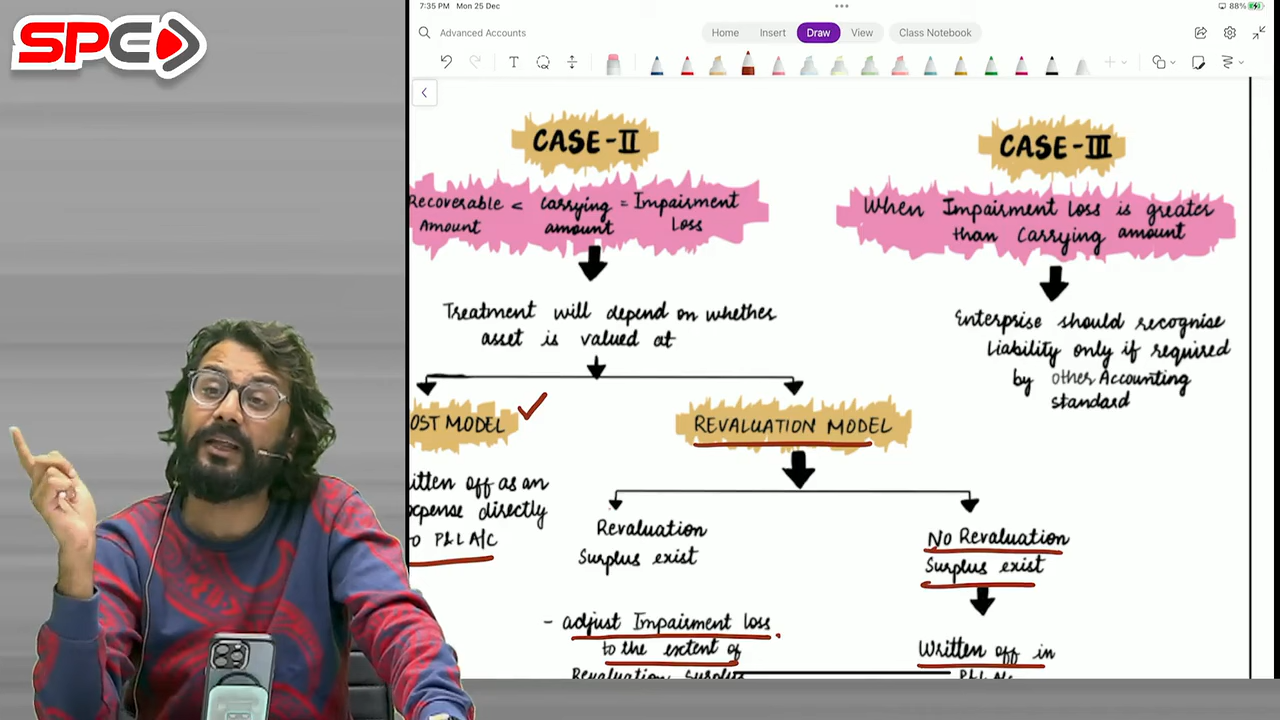 SPC
7:35 PM Mon 25 Dec
88%
Advanced Accounts
Home Insert Draw View Class Notebook
T
CASE-II
Recoverable < Carrying = Impairment
Amount amount Loss
Treatment will depend on whether
asset is valued at
OST MODEL
itten off as an
xpense directly
o P&L A/C
REVALUATION MODEL
Revaluation
Surplus exist
- adjust Impairment loss
to the extent of
Revaluation Surplus
No Revaluation
Surplus exist
Written off in
P&L A/c
CASE-III
When Impairment Loss is greater
than Carrying amount
Enterprise should recognise
Liability only if required
by other Accounting
standard